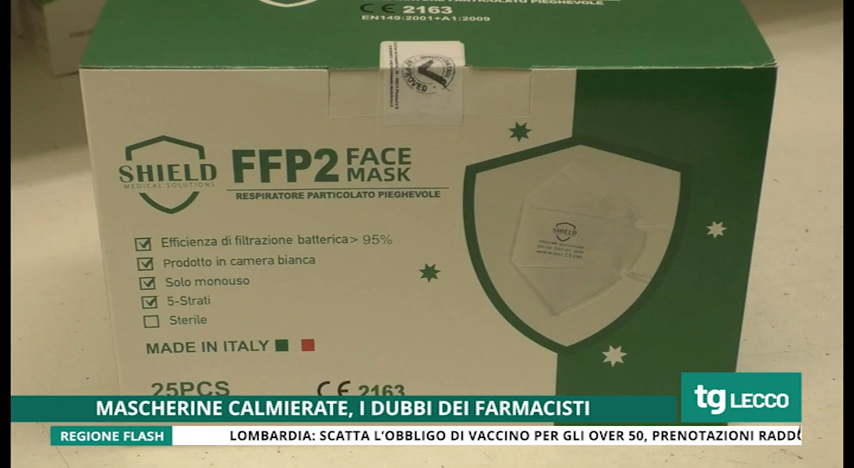 CE 2163
EN149:2001+A1:2009
SHIELD
MEDICAL SOLUTIONS
FFP2 FACE
MASK
RESPIRATORE PARTICOLATO PIEGHEVOLE
Efficienza di filtrazione batterica> 95%
Prodotto in camera bianca
Solo monouso
5-Strati
Sterile
MADE IN ITALY
25PCS
CE 2163
SHIELD
MASCHERINE CALMIERATE, I DUBBI DEI FARMACISTI
tg LECCO
REGIONE FLASH
LOMBARDIA: SCATTA L'OBBLIGO DI VACCINO PER GLI OVER 50, PRENOTAZIONI